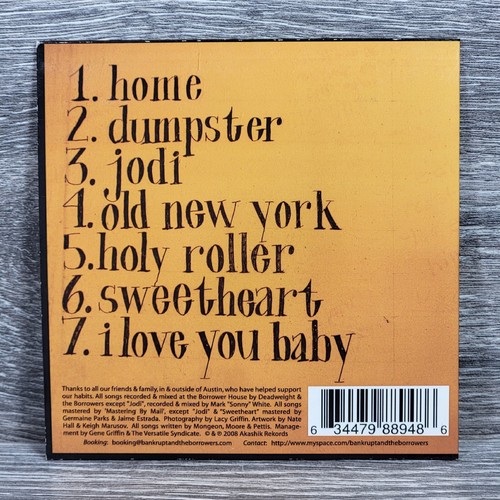 1. home
2. dumpster
3. jodi
4. old new york
5. holy roller
6. sweetheart
7. i love you baby
Thanks to all our friends & family, in & outside of Austin, who have helped support
our habits. All songs recorded & mixed at the Borrower House by Deadweight &
the Borrowers except "Jodi", recorded & mixed by Mark "Sonny" White. All songs
mastered by 'Mastering By Mail', except "Jodi" & "Sweetheart" mastered by
Germaine Parks & Jaime Estrada. Photography by Lacy Griffin. Artwork by Nate
Hall & Keigh Marusov. All songs written by Mongeon, Moore & Pettis. Manage-
ment by Gene Griffin & The Versatile Syndicate. © & ℗ 2008 Akashik Rekords
6 34479 88948 6
Booking: booking@bankruptandtheborrowers.com Contact: http://www.myspace.com/bankruptandtheborrowers